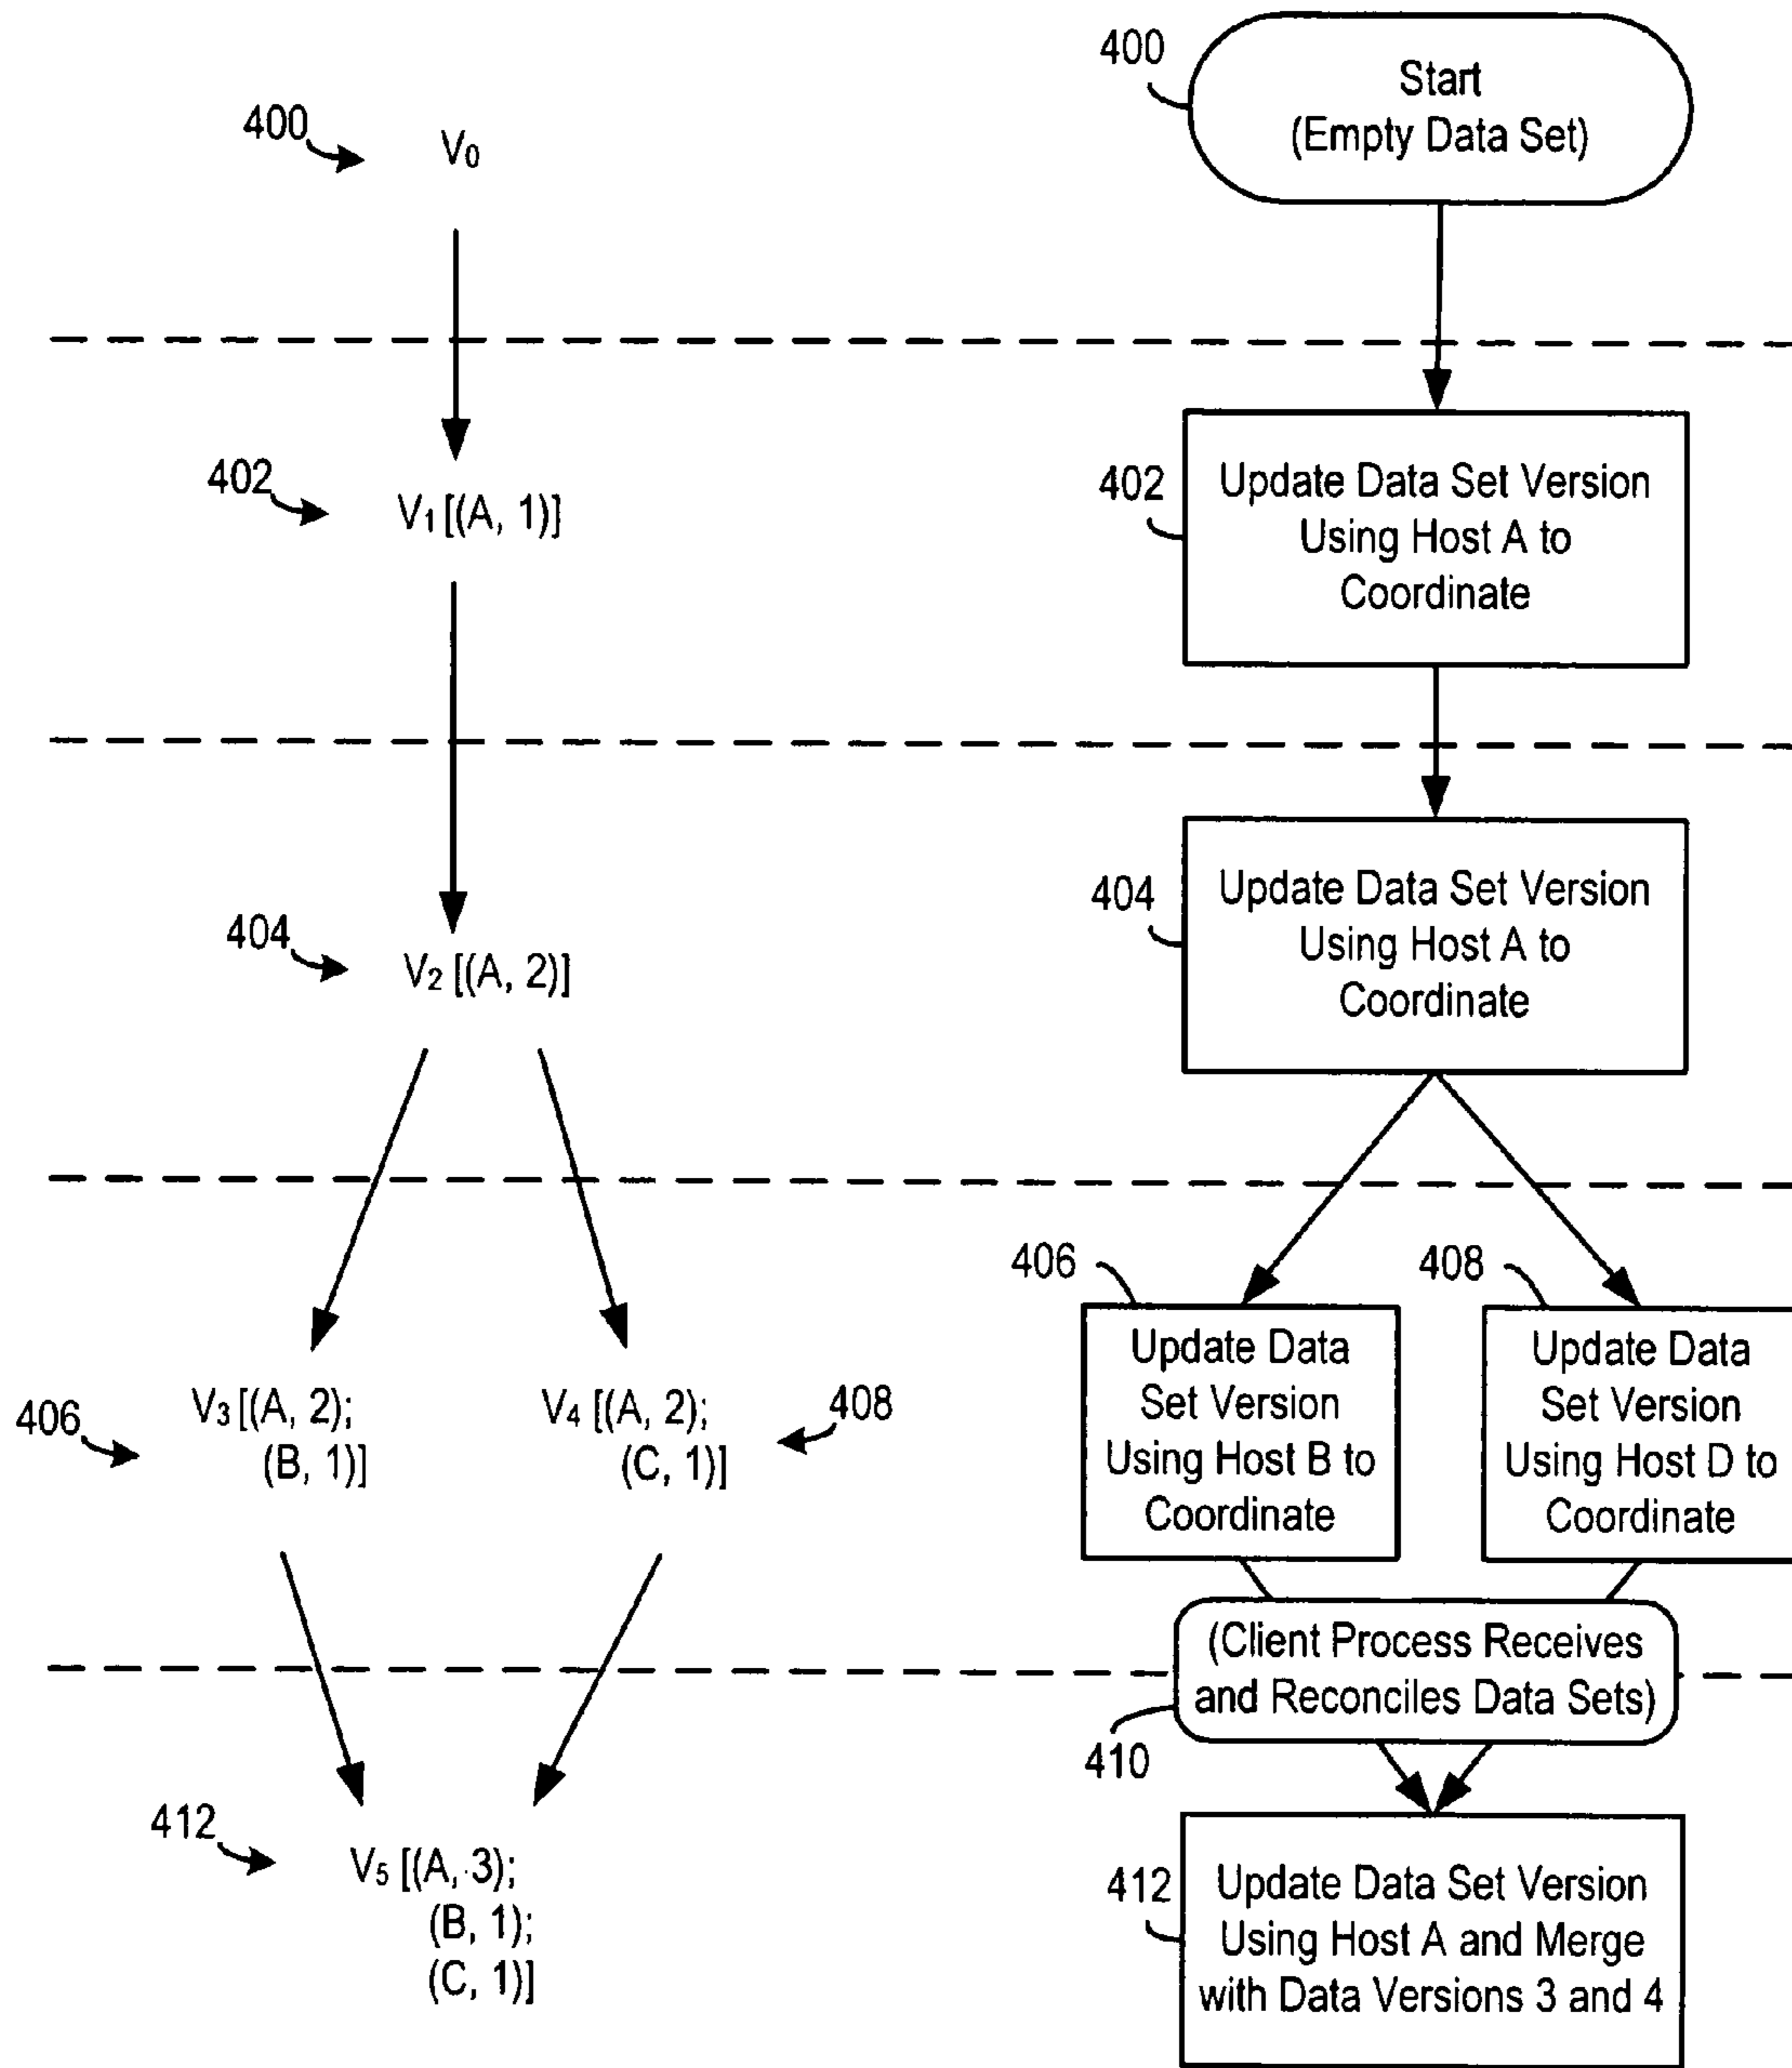 400
V0
402
V1 [(A, 1)]
404
V2 [(A, 2)]
406
V3 [(A, 2);
(B, 1)]
V4 [(A, 2);
(C, 1)]
408
412
V5 [(A, 3);
(B, 1);
(C, 1)]
400
Start
(Empty Data Set)
402
Update Data Set Version
Using Host A to
Coordinate
404
Update Data Set Version
Using Host A to
Coordinate
406
Update Data
Set Version
Using Host B to
Coordinate
408
Update Data
Set Version
Using Host D to
Coordinate
(Client Process Receives
and Reconciles Data Sets)
410
412
Update Data Set Version
Using Host A and Merge
with Data Versions 3 and 4